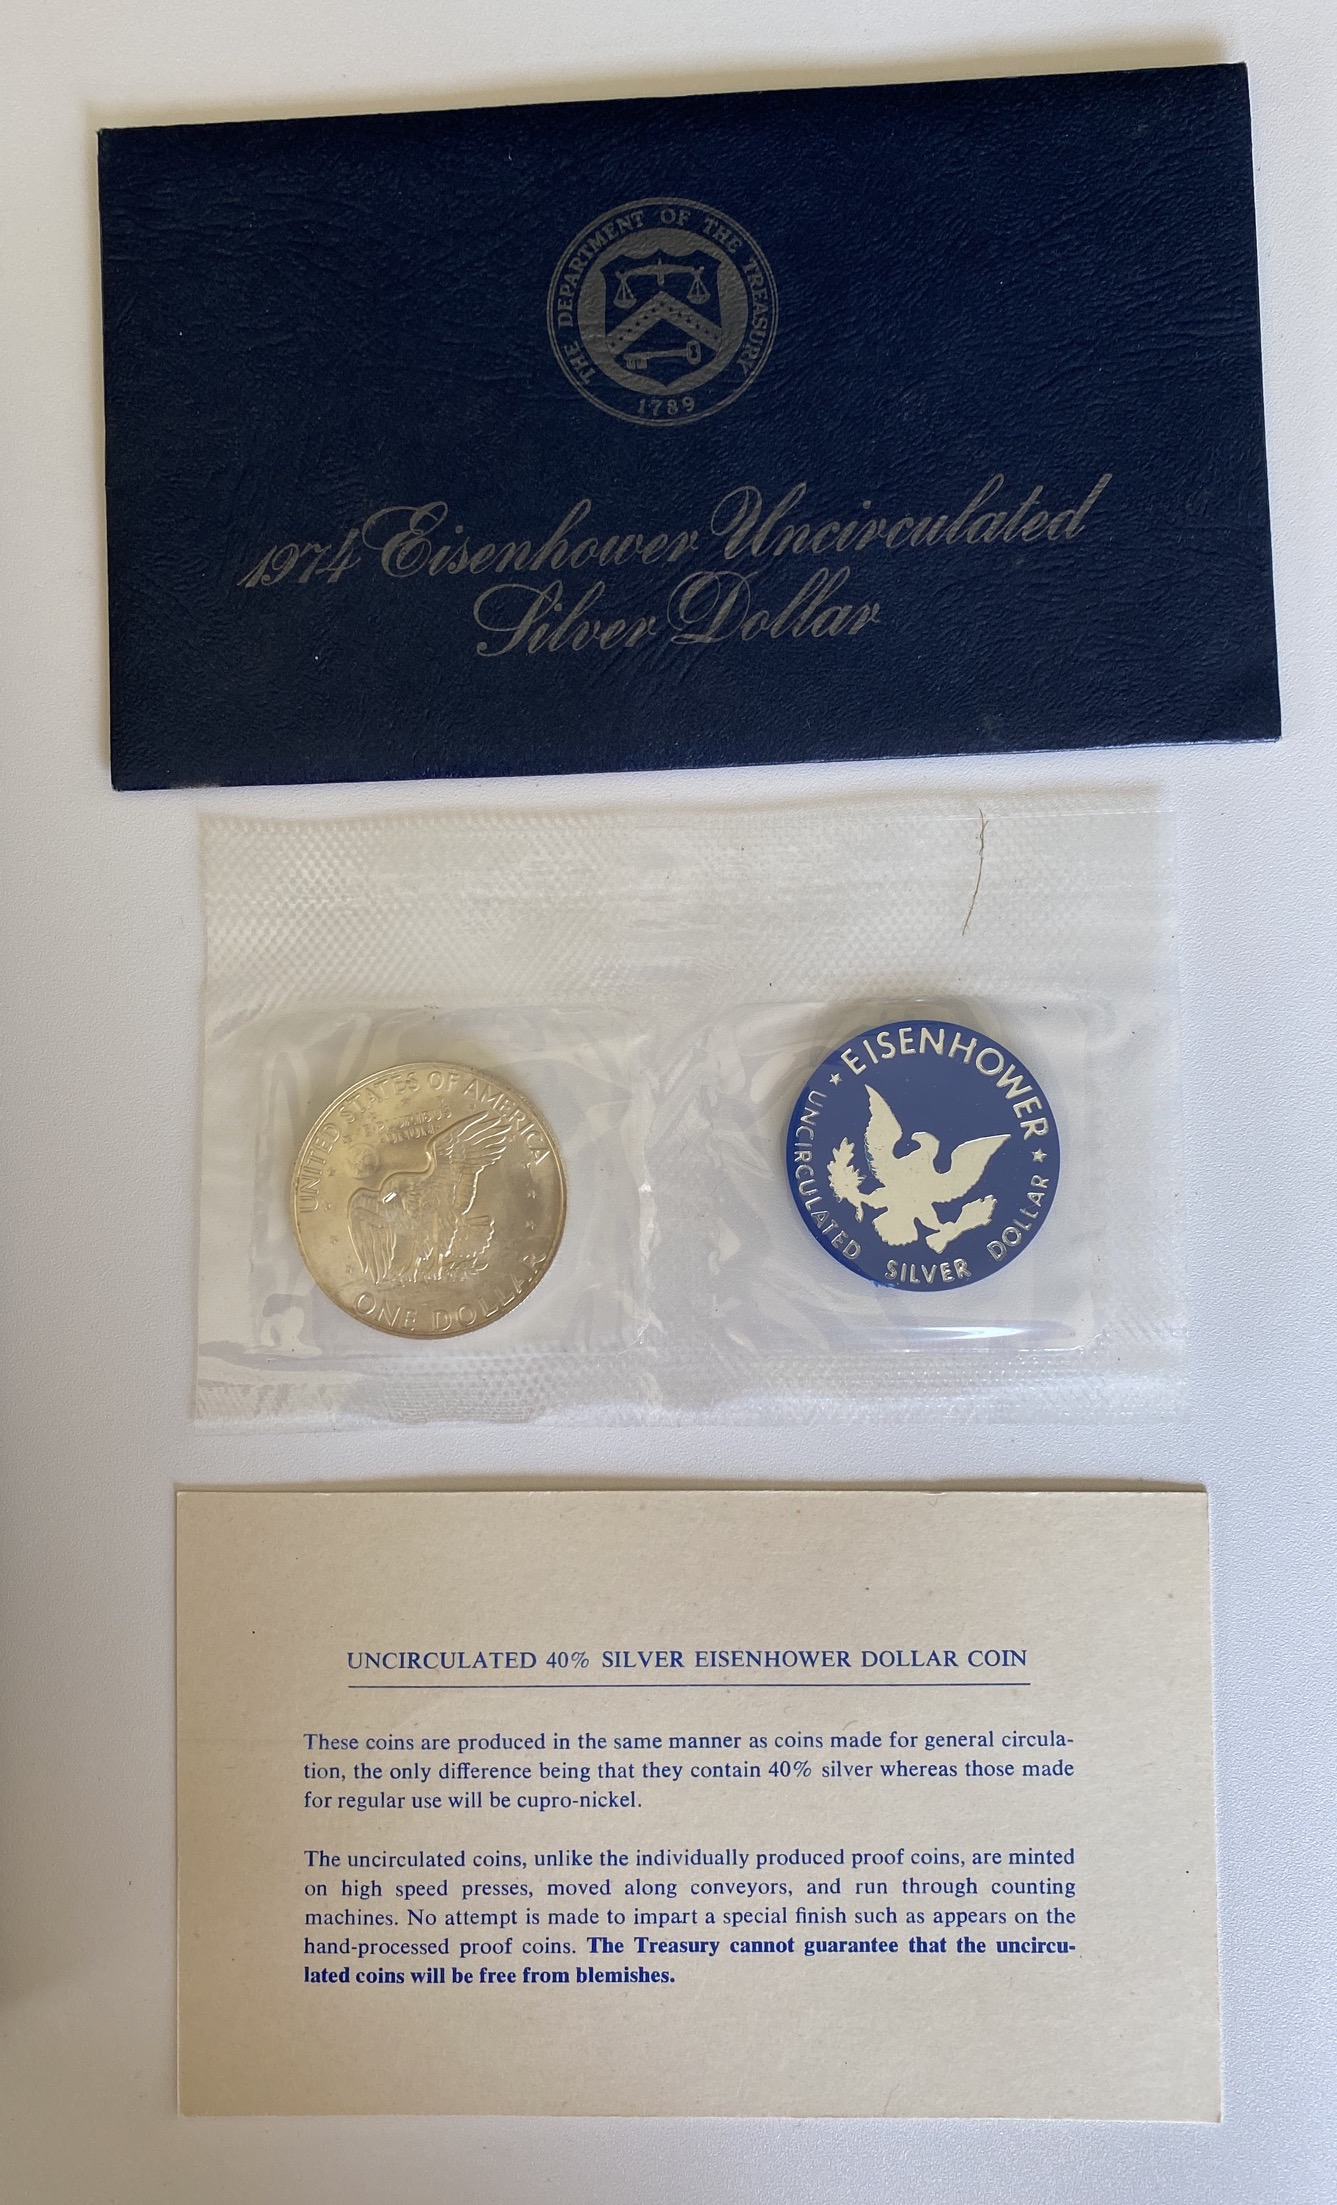 THE DEPARTMENT OF THE TREASURY
1789
1974 Eisenhower Uncirculated
Silver Dollar
UNITED STATES OF AMERICA
E PLURIBUS
UNUM
ONE DOLLAR
EISENHOWER
UNCIRCULATED SILVER DOLLAR
UNCIRCULATED 40% SILVER EISENHOWER DOLLAR COIN
These coins are produced in the same manner as coins made for general circula-
tion, the only difference being that they contain 40% silver whereas those made
for regular use will be cupro-nickel.
The uncirculated coins, unlike the individually produced proof coins, are minted
on high speed presses, moved along conveyors, and run through counting
machines. No attempt is made to impart a special finish such as appears on the
hand-processed proof coins. The Treasury cannot guarantee that the uncircu-
lated coins will be free from blemishes.